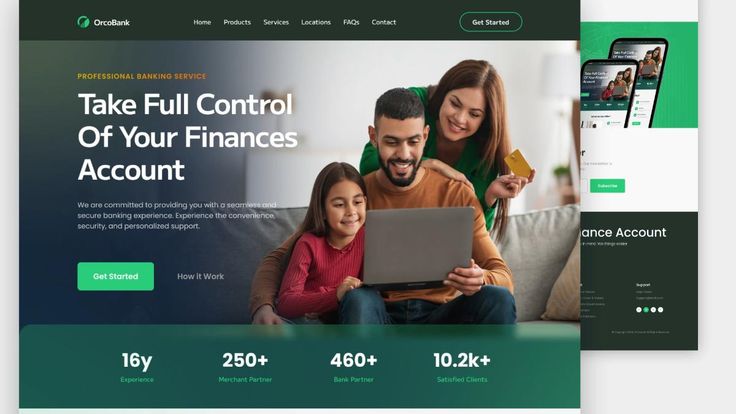 OrcoBank
Home Products Services Locations FAQs Contact
Get Started
PROFESSIONAL BANKING SERVICE
Take Full Control
Of Your Finances
Account
We are committed to providing you with a seamless and
secure banking experience. Experience the convenience,
security, and personalized support.
Get Started How it Work
16y 250+ 460+ 10.2k+
Experience Merchant Partner Bank Partner Satisfied Clients
Take Full Control
Of Your Finances
Account
Subscribe
nance Account
Support